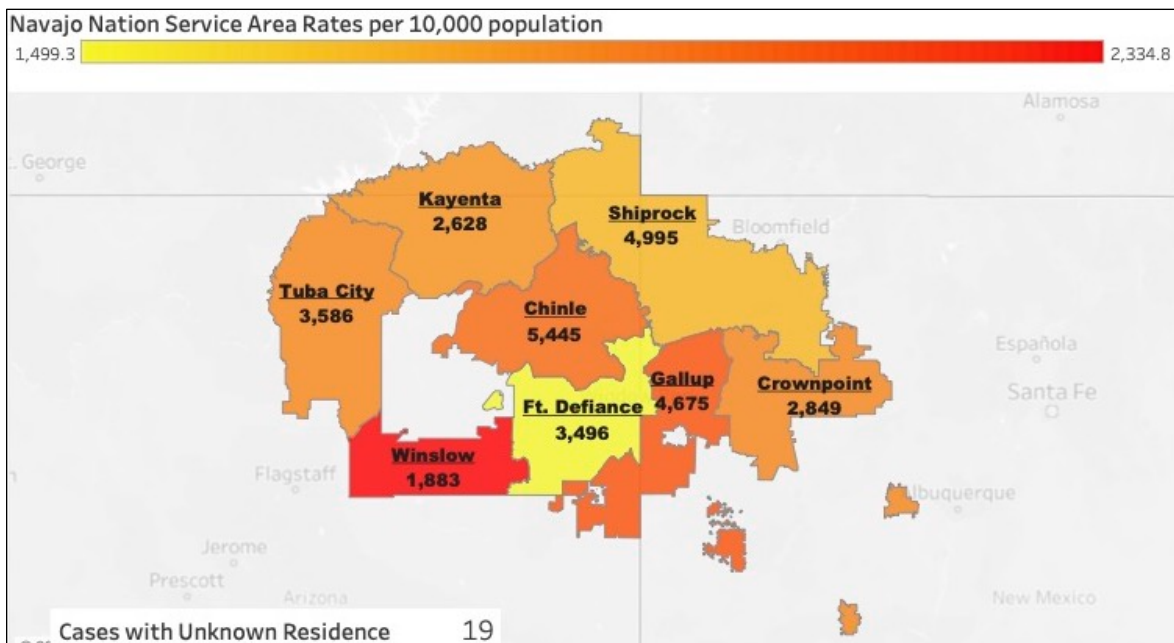 Navajo Nation Service Area Rates per 10,000 population
1,499.3
2,334.8
Alamosa
George
Kayenta
2,628
Shiprock
4,995
Bloomfield
Tuba City
3,586
Chinle
5,445
Española
Gallup
4,675
Crownpoint
2,849
Santa Fe
Ft. Defiance
3,496
Winslow
1,883
Flagstaff
Albuquerque
Jerome
Prescott
Arizona
New Mexico
Cases with Unknown Residence 19